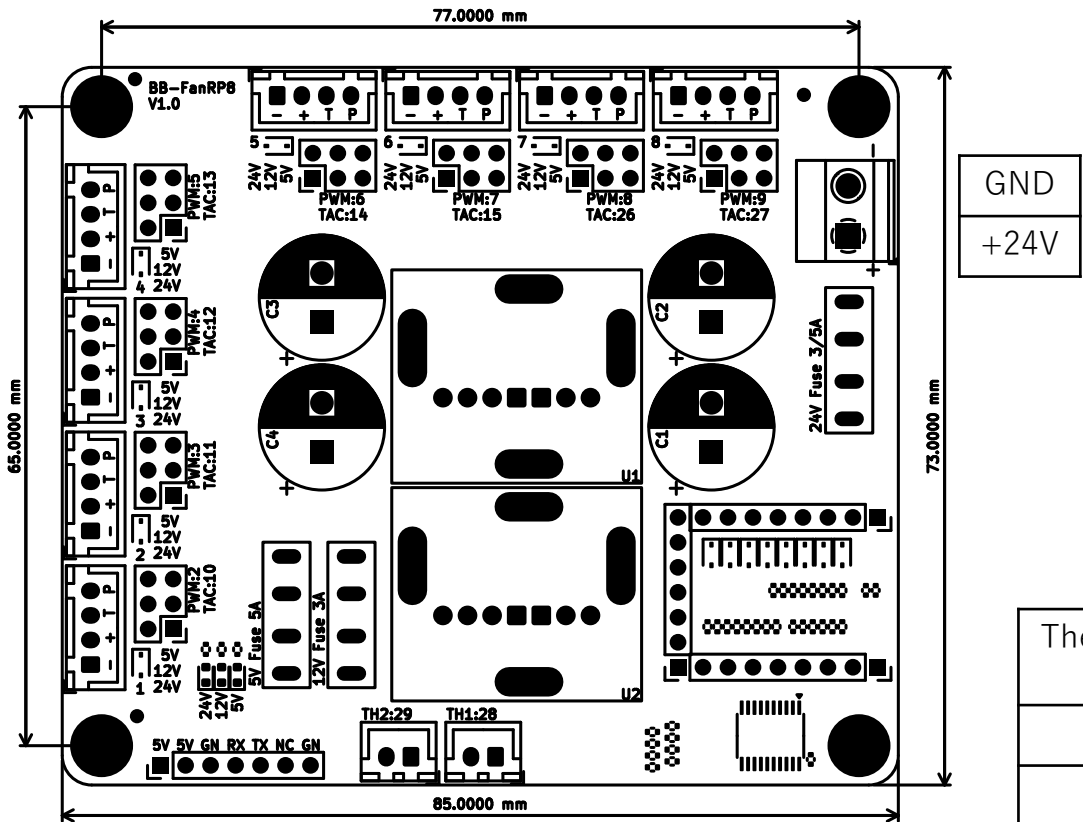 77.0000 mm
BB-FanRP8
V1.0
- + T P
- + T P
- + T P
- + T P
5
24V 12V 5V
PWM:6
TAC:14
6
24V 12V 5V
PWM:7
TAC:15
7
24V 12V 5V
PWM:8
TAC:26
8
24V 12V 5V
PWM:9
TAC:27
-
+
GND
+24V
P T + -
PWM:5
TAC:13
5V
12V
4 24V
P T + -
PWM:4
TAC:12
5V
12V
3 24V
P T + -
PWM:3
TAC:11
5V
12V
2 24V
P T + -
PWM:2
TAC:10
5V
12V
1 24V
C3
+
C2
+
C4
+
C1
+
U1
U2
24V Fuse 3/5A
65.0000 mm
73.0000 mm
5V Fuse 5A
12V Fuse 3A
24V 12V 5V
5V 5V GN RX TX NC GN
TH2:29
TH1:28
85.0000 mm